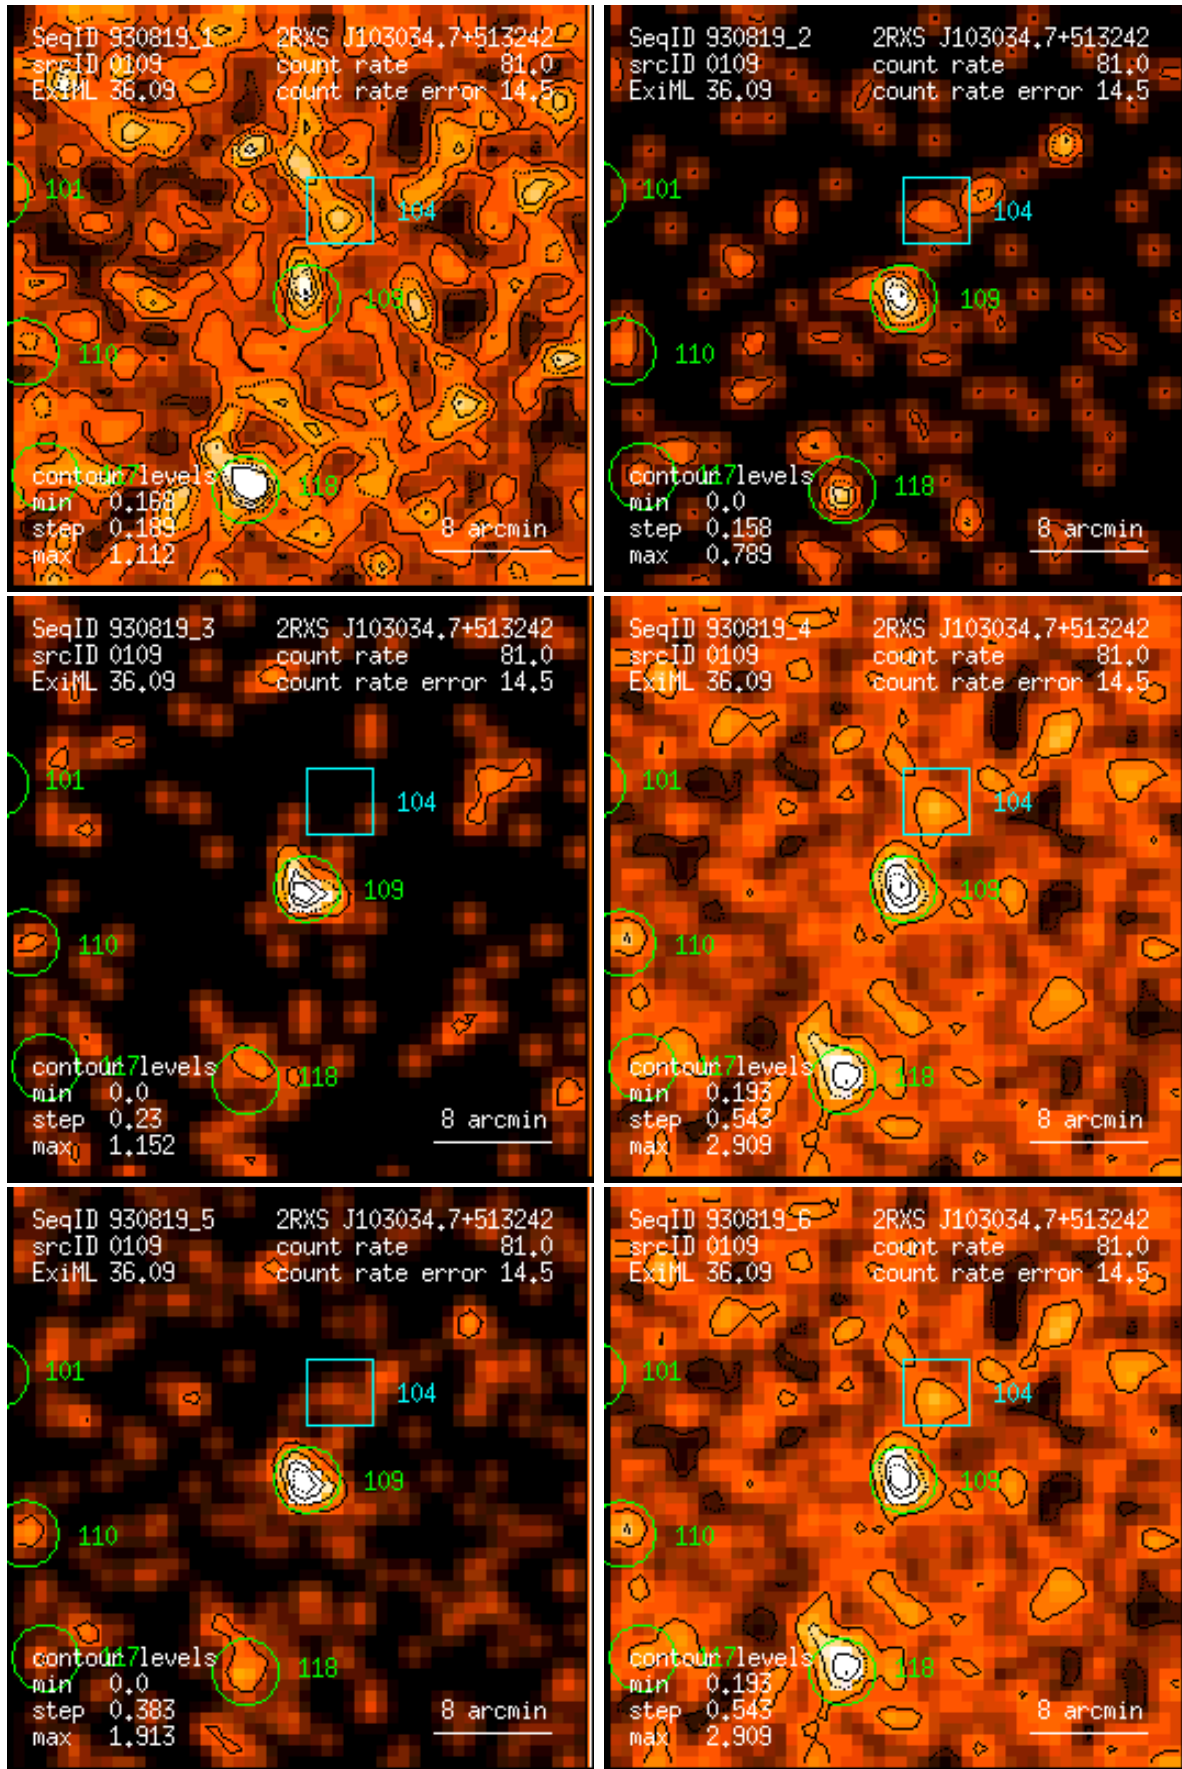 SeqID 930819_1 2RXS J103034.7+513242
srcID 0109 count rate 81.0
ExiML 36.09 count rate error 14.5
101
104
109
110
contour levels 117
118
min 0.168
step 0.189 8 arcmin
max 1.112
SeqID 930819_2 2RXS J103034.7+513242
srcID 0109 count rate 81.0
ExiML 36.09 count rate error 14.5
101
104
109
110
contour levels 117
118
min 0.0
step 0.158 8 arcmin
max 0.789
SeqID 930819_3 2RXS J103034.7+513242
srcID 0109 count rate 81.0
ExiML 36.09 count rate error 14.5
101
104
109
110
contour levels 117
118
min 0.0
step 0.23 8 arcmin
max 1.152
SeqID 930819_4 2RXS J103034.7+513242
srcID 0109 count rate 81.0
ExiML 36.09 count rate error 14.5
101
104
109
110
contour levels 117
118
min 0.193
step 0.543 8 arcmin
max 2.909
SeqID 930819_5 2RXS J103034.7+513242
srcID 0109 count rate 81.0
ExiML 36.09 count rate error 14.5
101
104
109
110
contour levels 117
118
min 0.0
step 0.383 8 arcmin
max 1.913
SeqID 930819_6 2RXS J103034.7+513242
srcID 0109 count rate 81.0
ExiML 36.09 count rate error 14.5
101
104
109
110
contour levels 117
118
min 0.193
step 0.543 8 arcmin
max 2.909